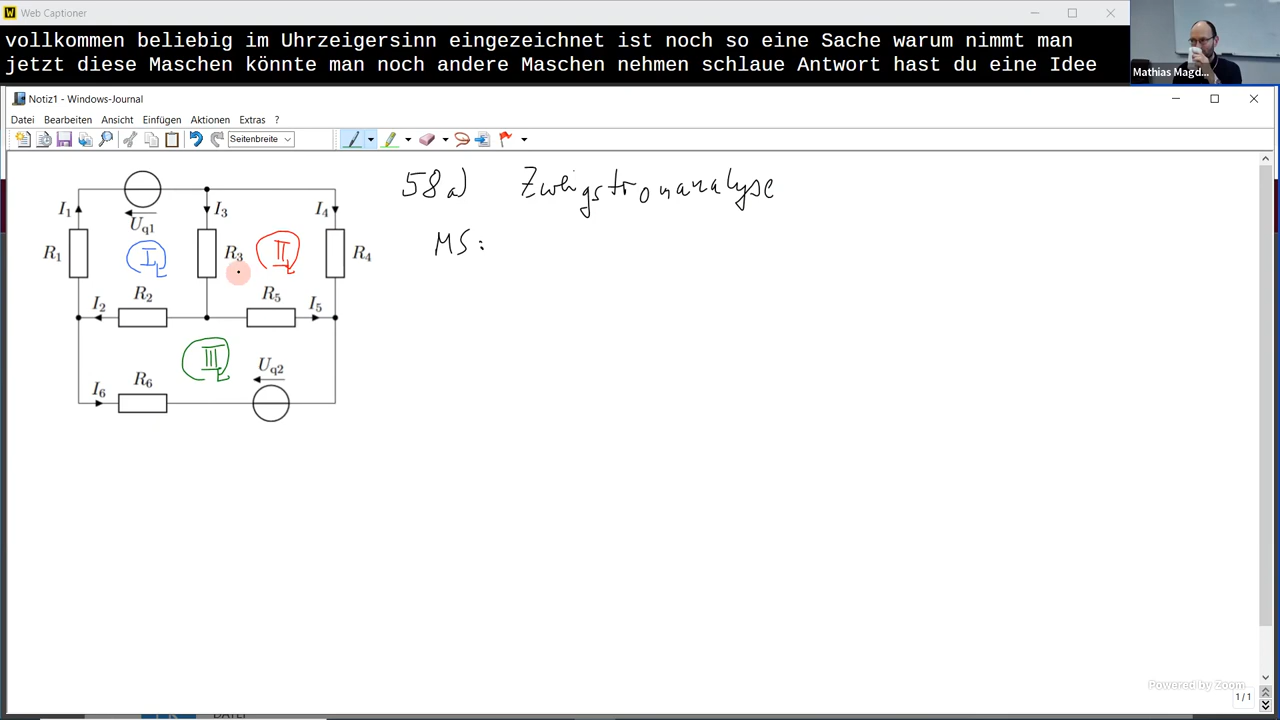 Web Captioner
vollkommen beliebig im Uhrzeigersinn eingezeichnet ist noch so eine Sache warum nimmt man
jetzt diese Maschen könnte man noch andere Maschen nehmen schlaue Antwort hast du eine Idee
Mathias Magd...
Notiz1 - Windows-Journal
Datei Bearbeiten Ansicht Einfügen Aktionen Extras ?
Seitenbreite
58a) Zweigstromanalyse
MS:
I1 Uq1 I3 I4
R1 I R3 II R4
I2 R2 R5 I5
III
I6 R6 Uq2
Powered by Zoom
1/1